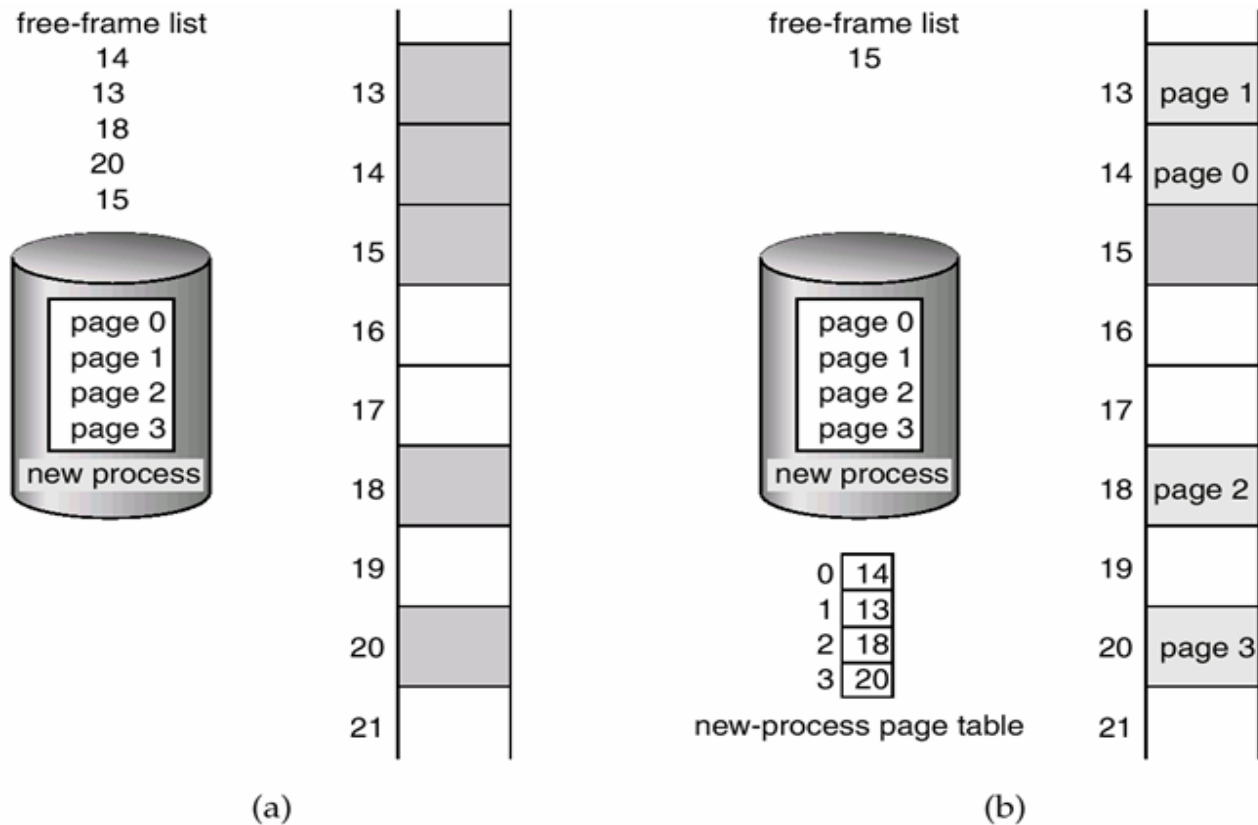 free-frame list
14
13
18
20
15
page 0
page 1
page 2
page 3
new process
13
14
15
16
17
18
19
20
21
(a)
free-frame list
15
page 0
page 1
page 2
page 3
new process
0 14
1 13
2 18
3 20
new-process page table
13 page 1
14 page 0
15
16
17
18 page 2
19
20 page 3
21
(b)